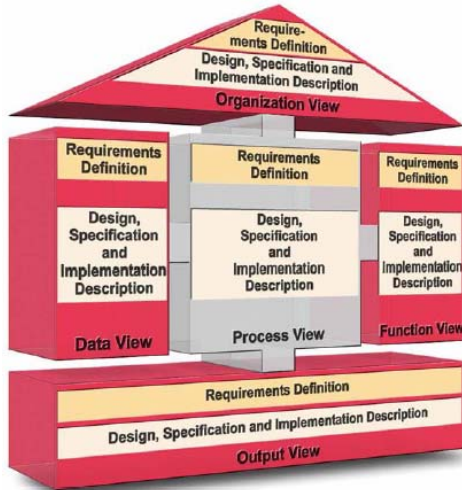 Require-
ments Definition
Design, Specification and
Implementation Description
Organization View
Requirements
Definition
Design,
Specification
and
Implementation
Description
Data View
Requirements
Definition
Design,
Specification
and
Implementation
Description
Process View
Requirements
Definition
Design,
Specification
and
Implementation
Description
Function View
Requirements Definition
Design, Specification and Implementation Description
Output View